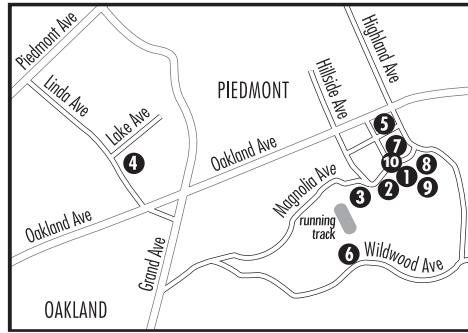 Piedmont Ave
Linda Ave
Lake Ave
4
PIEDMONT
Hillside Ave
Highland Ave
5
7
10
8
1
2
9
3
Oakland Ave
Magnolia Ave
running
track
6
Wildwood Ave
Oakland Ave
Grand Ave
OAKLAND